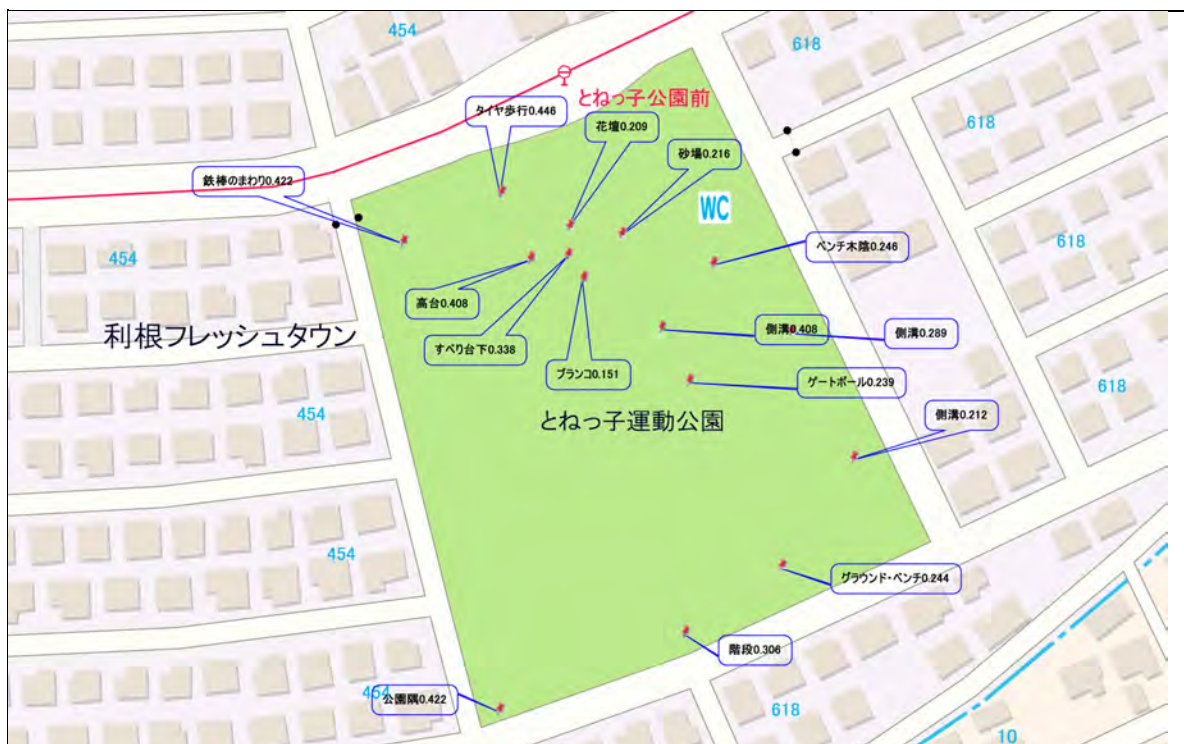 454
618
とねっ子公園前
タイヤ歩行0.446
花壇0.209
618
砂場0.216
鉄棒のまわり0.422
WC
454
ベンチ木陰0.246
618
高台0.408
利根フレッシュタウン
すべり台下0.338
側溝0.408
側溝0.289
ブランコ0.151
ゲートボール0.239
618
454
とねっ子運動公園
側溝0.212
454
グラウンド・ベンチ0.244
階段0.306
454
公園隅0.422
618
10